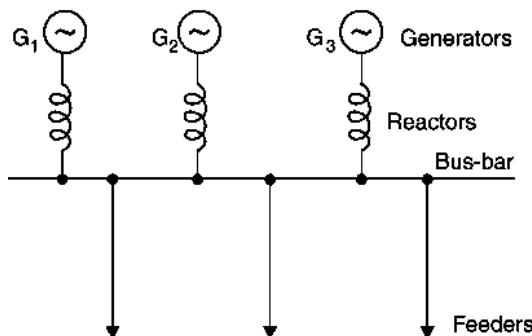 G₁ ~ G₂ ~ G₃ ~ Generators
Reactors
Bus-bar
Feeders